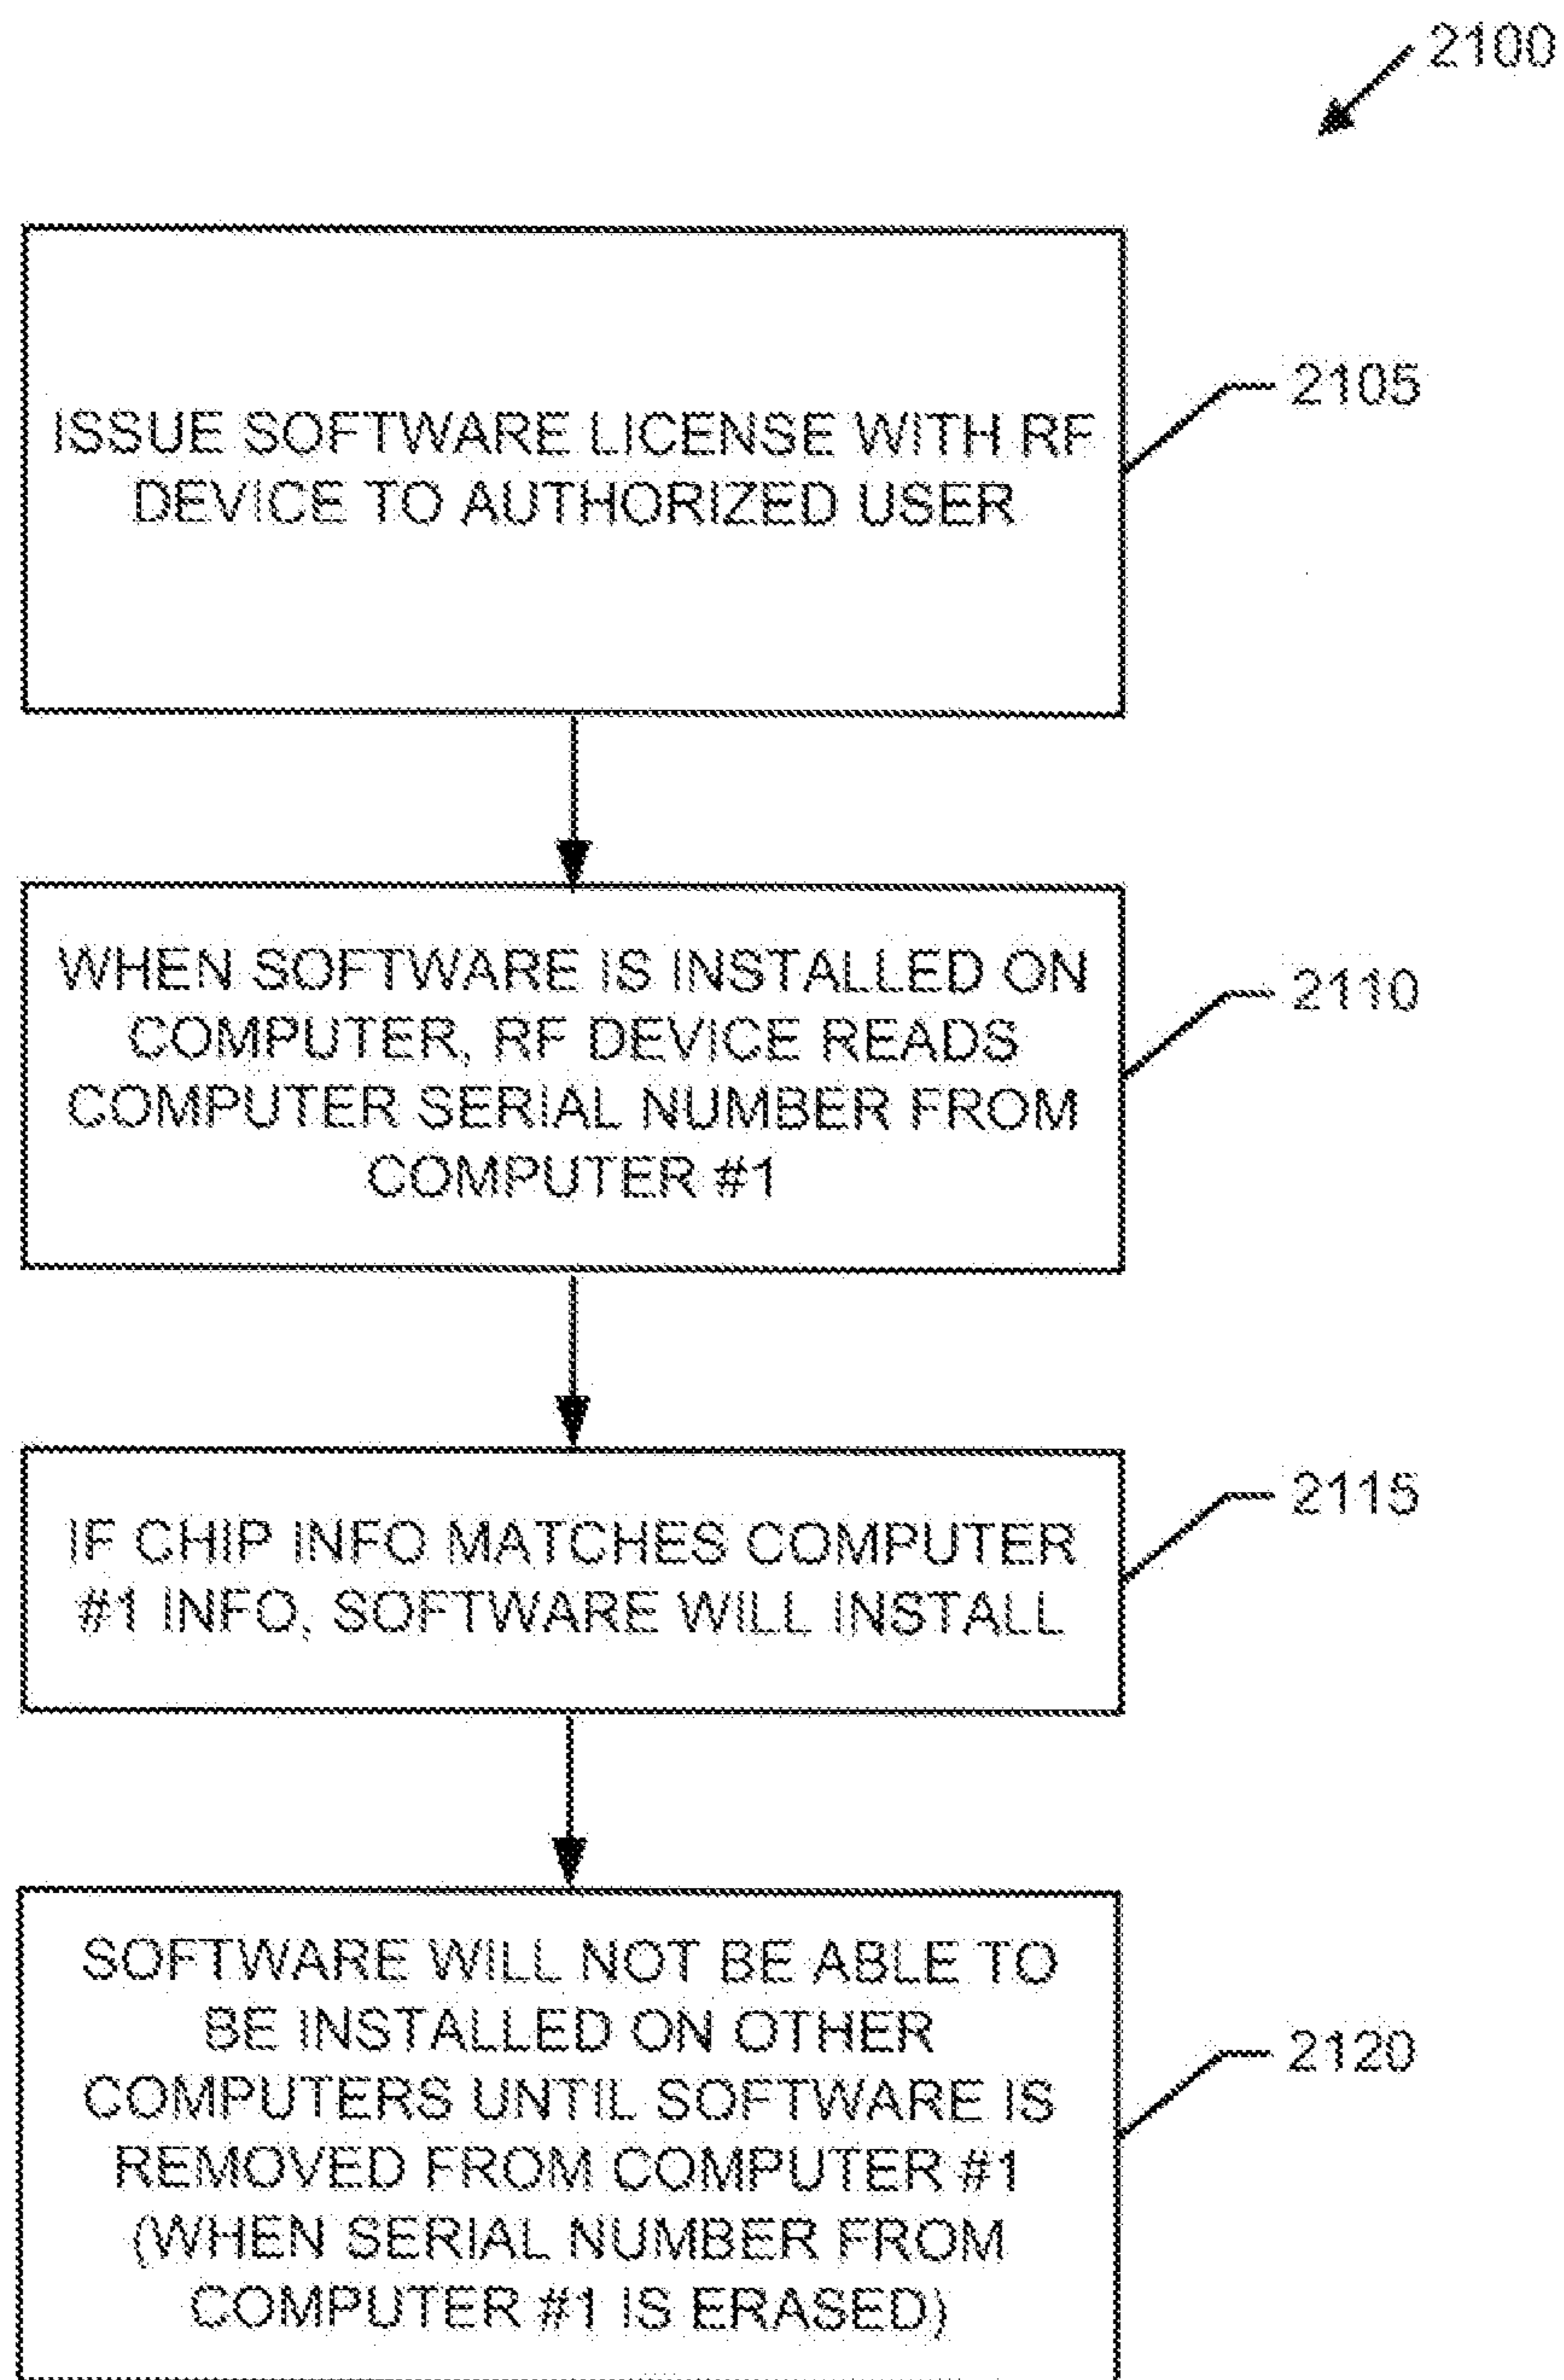 2100
ISSUE SOFTWARE LICENSE WITH RF
DEVICE TO AUTHORIZED USER
2105
WHEN SOFTWARE IS INSTALLED ON
COMPUTER, RF DEVICE READS
COMPUTER SERIAL NUMBER FROM
COMPUTER #1
2110
IF CHIP INFO MATCHES COMPUTER
#1 INFO, SOFTWARE WILL INSTALL
2115
SOFTWARE WILL NOT BE ABLE TO
BE INSTALLED ON OTHER
COMPUTERS UNTIL SOFTWARE IS
REMOVED FROM COMPUTER #1
(WHEN SERIAL NUMBER FROM
COMPUTER #1 IS ERASED)
2120